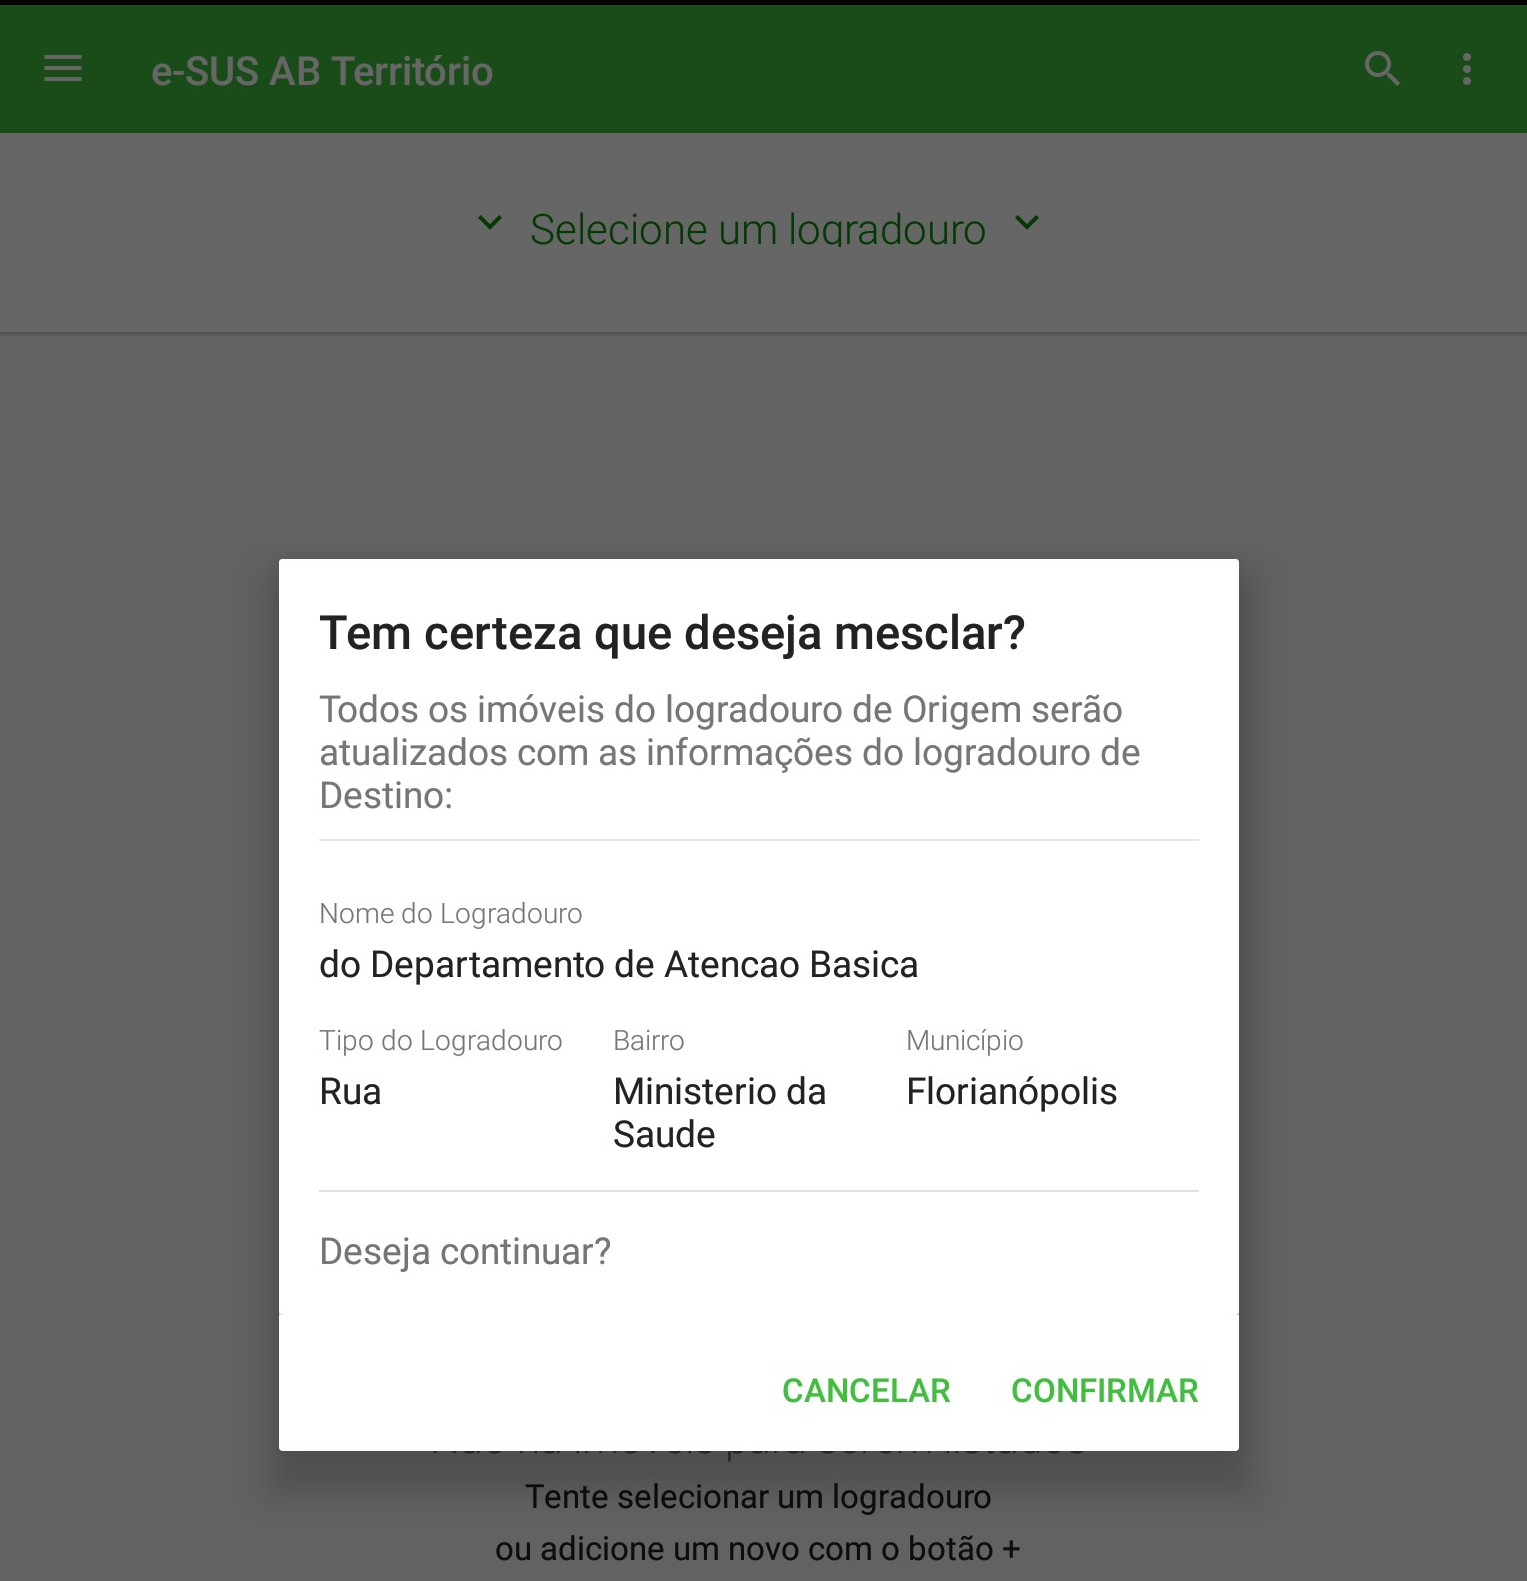 e-SUS AB Território
Selecione um logradouro
Tem certeza que deseja mesclar?
Todos os imóveis do logradouro de Origem serão
atualizados com as informações do logradouro de
Destino:
Nome do Logradouro
do Departamento de Atencao Basica
Tipo do Logradouro Bairro Município
Rua Ministerio da Florianópolis
Saude
Deseja continuar?
CANCELAR CONFIRMAR
Tente selecionar um logradouro
ou adicione um novo com o botão +